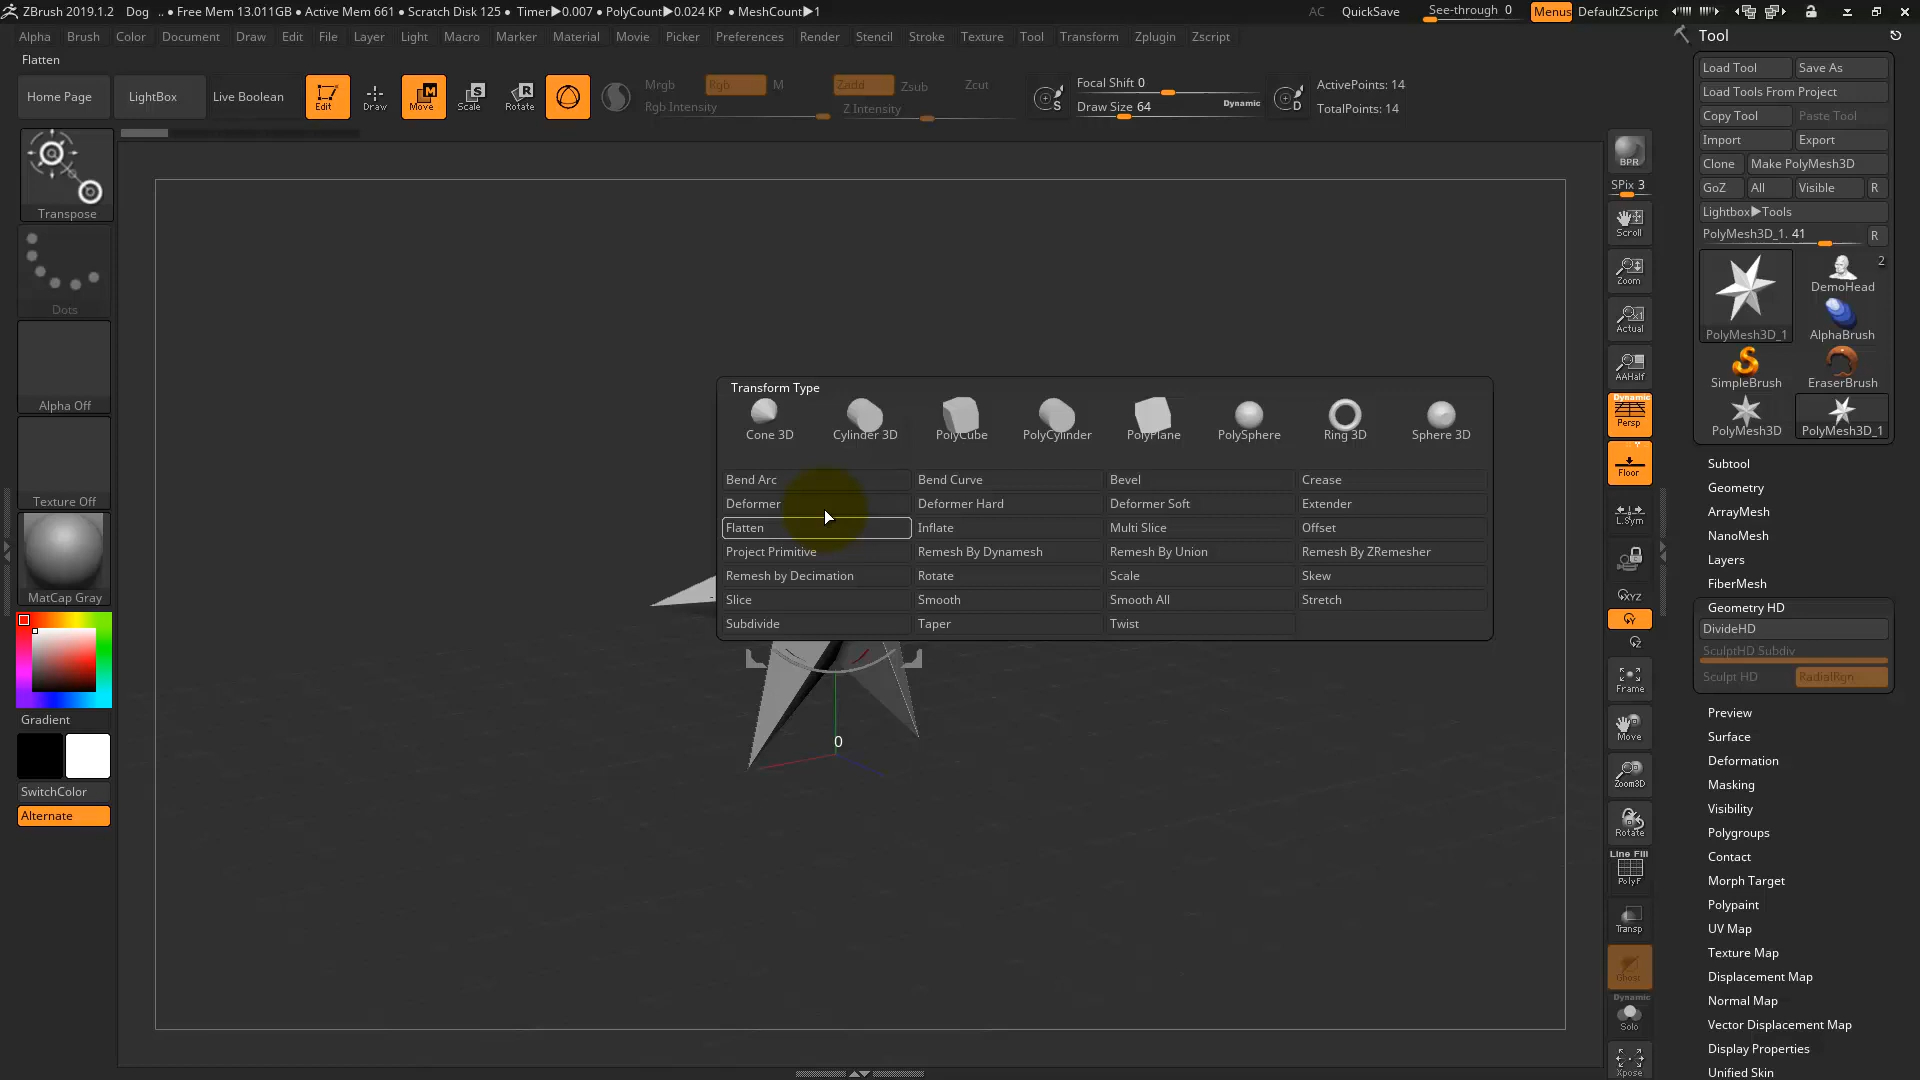 ZBrush 2019.1.2 Dog .. • Free Mem 13.011GB • Active Mem 661 • Scratch Disk 125 • Timer▶0.007 • PolyCount▶0.024 KP • MeshCount▶1 AC QuickSave See-through 0 Menus DefaultZScript
Alpha Brush Color Document Draw Edit File Layer Light Macro Marker Material Movie Picker Preferences Render Stencil Stroke Texture Tool Transform Zplugin Zscript
Flatten
Home Page LightBox Live Boolean Edit Draw Move Scale Rotate
M S R
Mrgb Rgb M
Rgb Intensity
Zadd Zsub Zcut
Z Intensity
S
Focal Shift 0
Draw Size 64 Dynamic
D
ActivePoints: 14
TotalPoints: 14
Transpose
Dots
Alpha Off
Texture Off
MatCap Gray
Gradient
SwitchColor
Alternate
Transform Type
Cone 3D Cylinder 3D PolyCube PolyCylinder PolyPlane PolySphere Ring 3D Sphere 3D
Bend Arc Bend Curve Bevel Crease
Deformer Deformer Hard Deformer Soft Extender
Flatten Inflate Multi Slice Offset
Project Primitive Remesh By Dynamesh Remesh By Union Remesh By ZRemesher
Remesh by Decimation Rotate Scale Skew
Slice Smooth Smooth All Stretch
Subdivide Taper Twist
0
BPR
SPix 3
Scroll
Zoom
Actual
AAHalf
Dynamic
Persp
Floor
L.Sym
XYZ
Y
Z
Frame
Move
Zoom3D
Rotate
Line Fill
PolyF
Transp
Ghost
Dynamic
Solo
Xpose
Tool
Load Tool Save As
Load Tools From Project
Copy Tool Paste Tool
Import Export
Clone Make PolyMesh3D
GoZ All Visible R
Lightbox▶Tools
PolyMesh3D_1. 41 R
2
PolyMesh3D_1 DemoHead
AlphaBrush
SimpleBrush EraserBrush
PolyMesh3D PolyMesh3D_1
Subtool
Geometry
ArrayMesh
NanoMesh
Layers
FiberMesh
Geometry HD
DivideHD
SculptHD Subdiv
Sculpt HD RadialRgn
Preview
Surface
Deformation
Masking
Visibility
Polygroups
Contact
Morph Target
Polypaint
UV Map
Texture Map
Displacement Map
Normal Map
Vector Displacement Map
Display Properties
Unified Skin